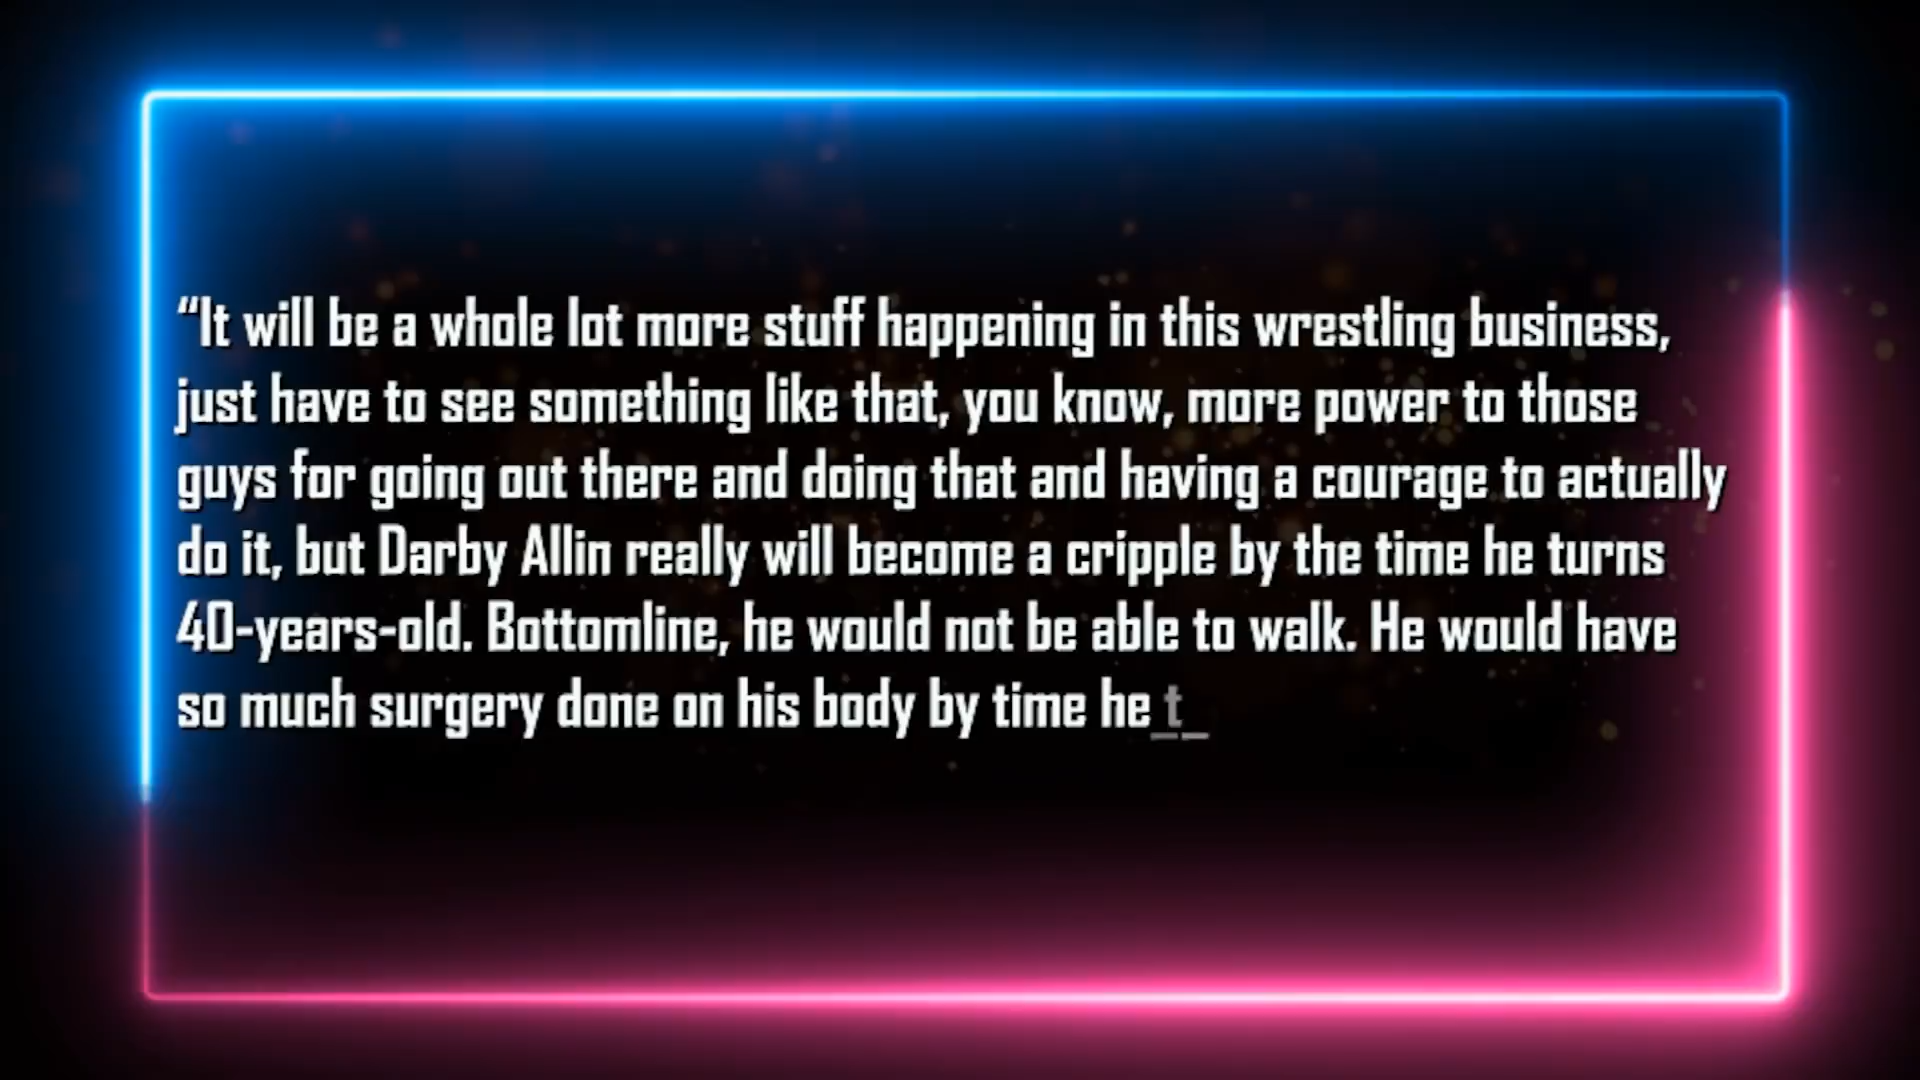 “It will be a whole lot more stuff happening in this wrestling business,
just have to see something like that, you know, more power to those
guys for going out there and doing that and having a courage to actually
do it, but Darby Allin really will become a cripple by the time he turns
40-years-old. Bottomline, he would not be able to walk. He would have
so much surgery done on his body by time he t_